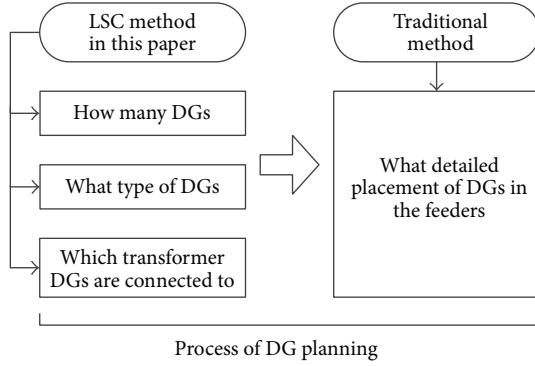 LSC method
in this paper
How many DGs
What type of DGs
Which transformer
DGs are connected to
Traditional
method
What detailed
placement of DGs in
the feeders
Process of DG planning